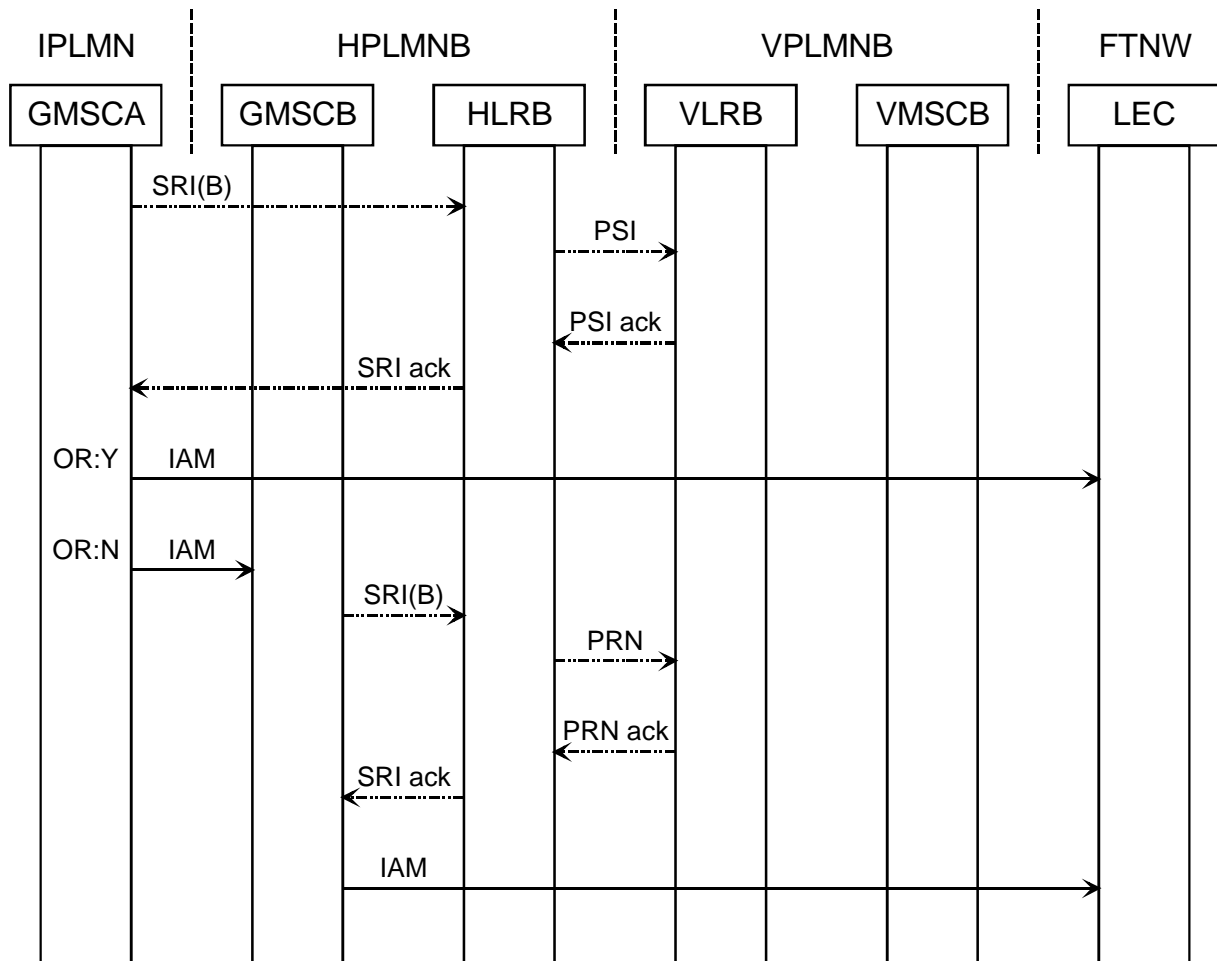 IPLMN HPLMNB VPLMNB FTNW
GMSCA GMSCB HLRB VLRB VMSCB LEC
SRI(B)
PSI
PSI ack
SRI ack
OR:Y IAM
OR:N IAM
SRI(B)
PRN
PRN ack
SRI ack
IAM